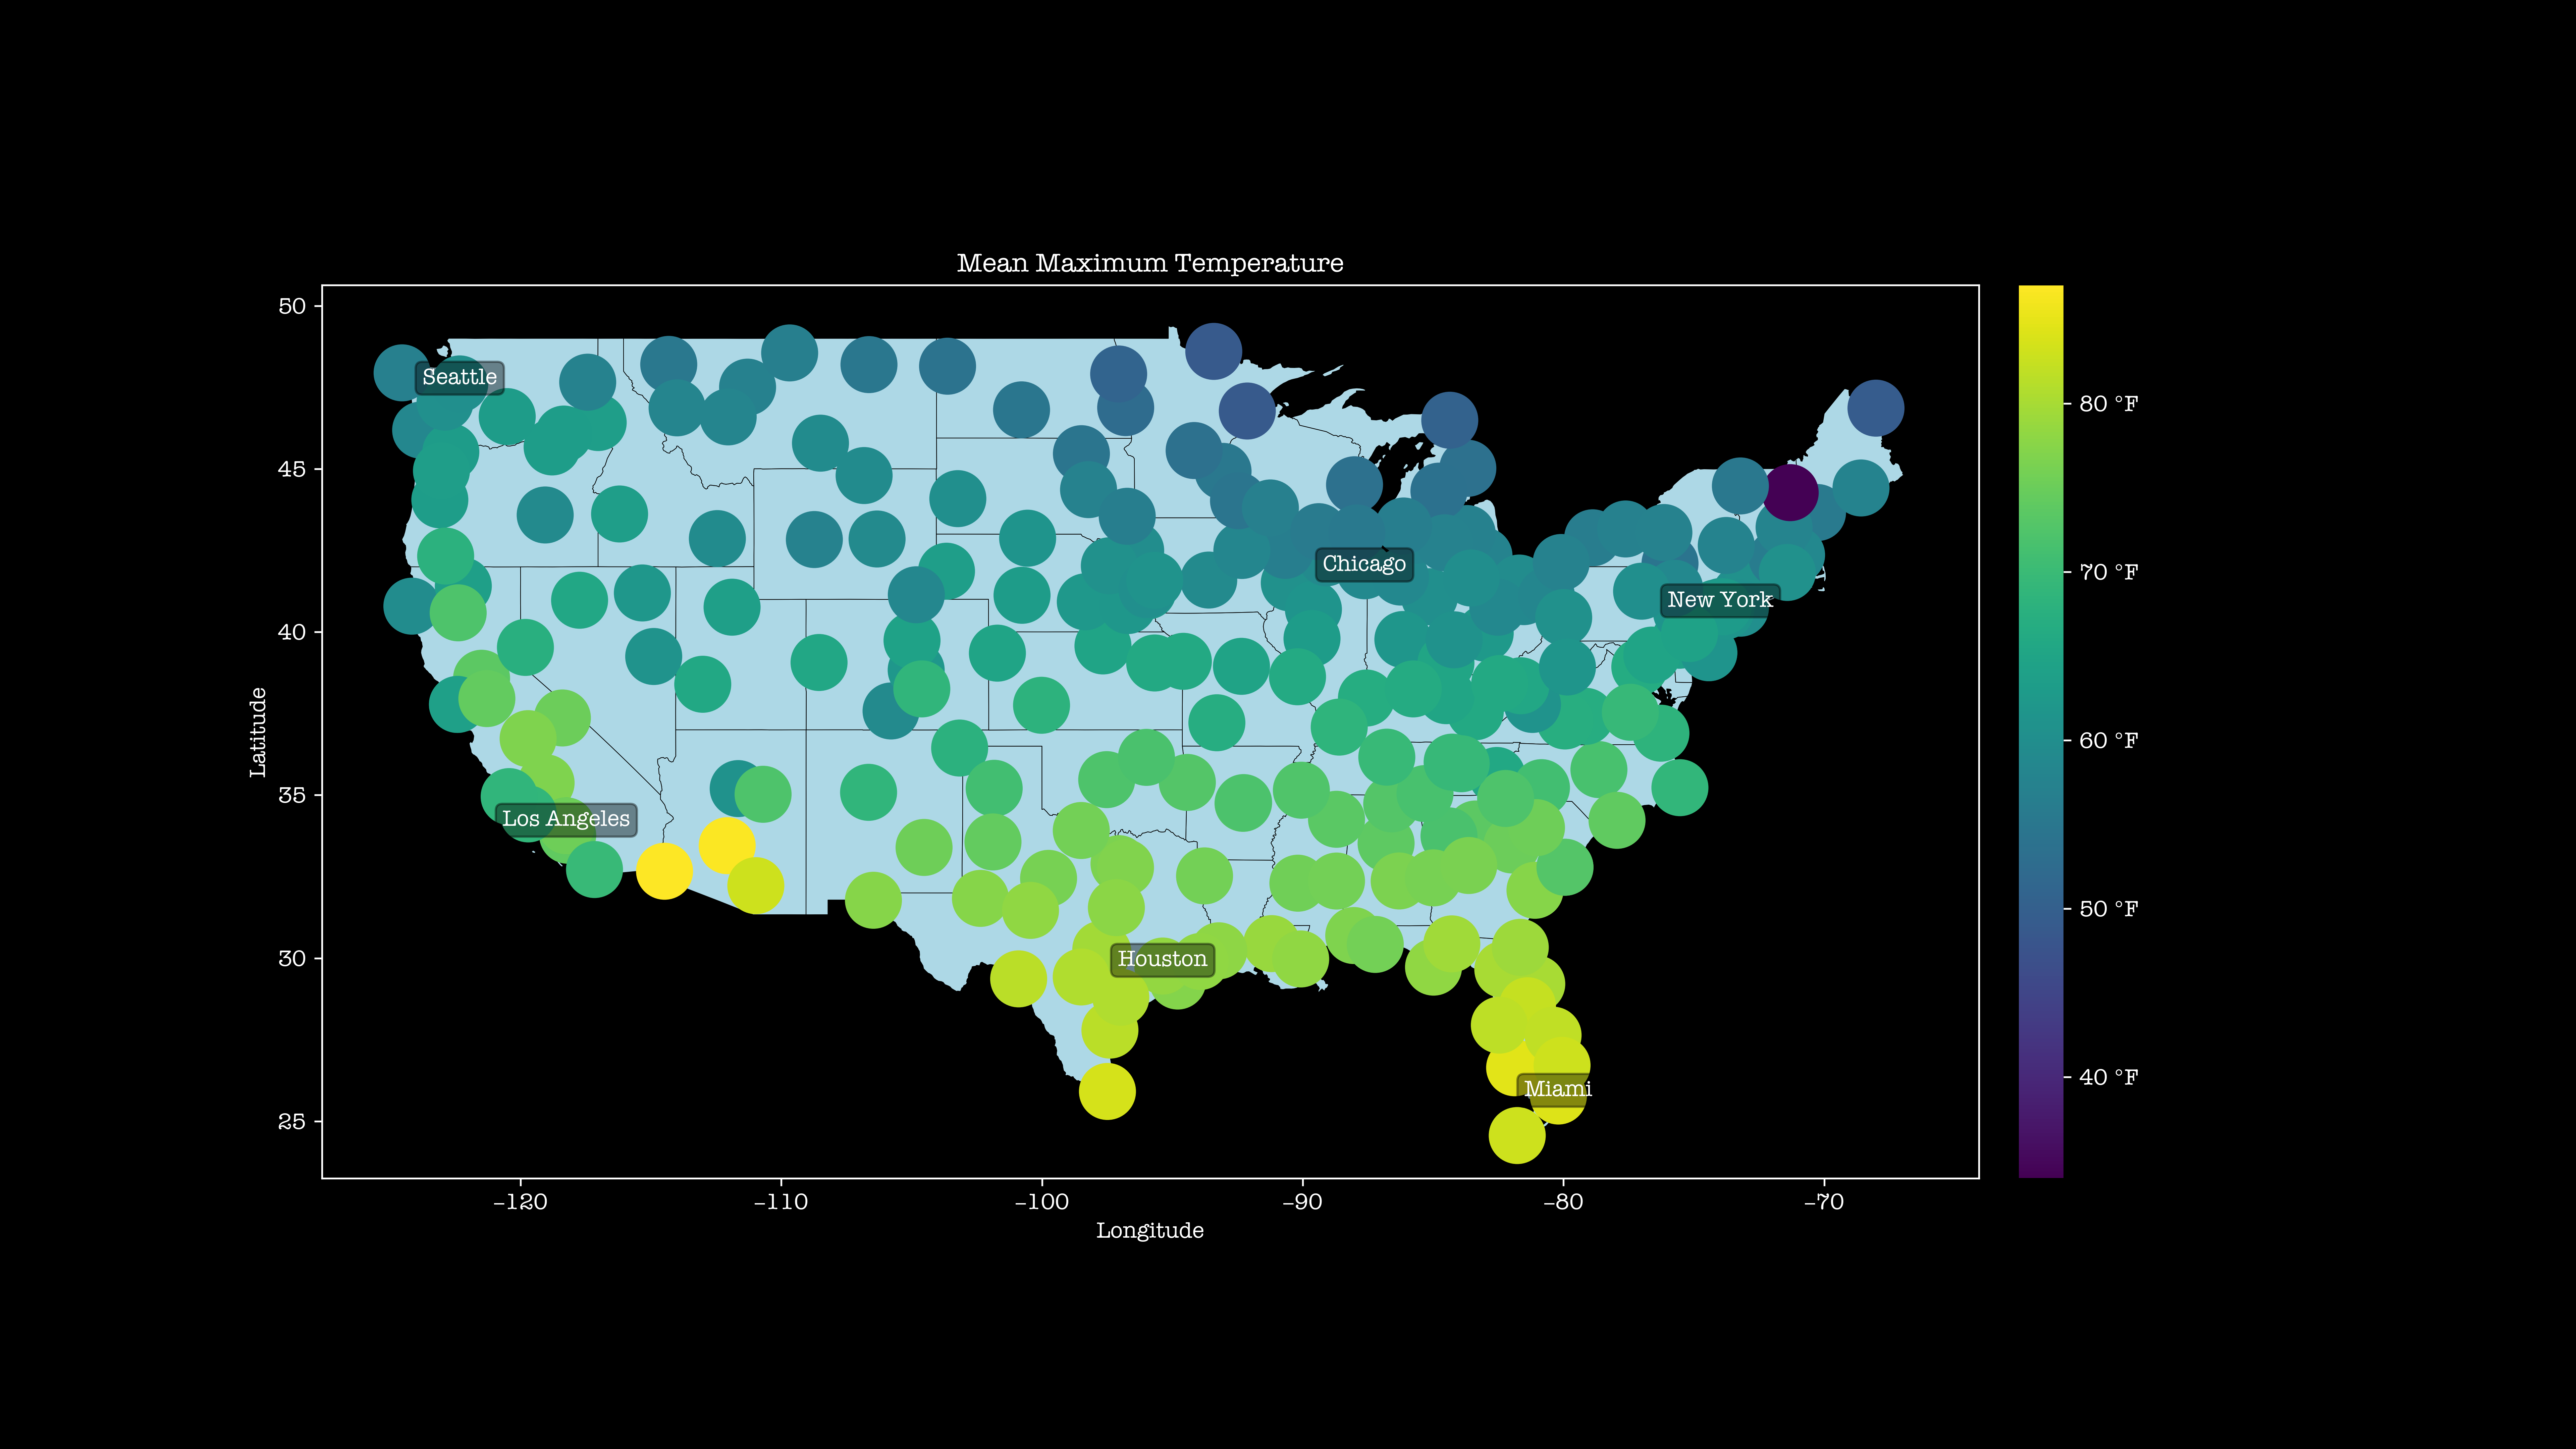 Mean Maximum Temperature
50
45
40
35
30
25
Latitude
Seattle
Chicago
New York
Los Angeles
Houston
Miami
−120
−110
−100
−90
−80
−70
Longitude
80 °F
70 °F
60 °F
50 °F
40 °F